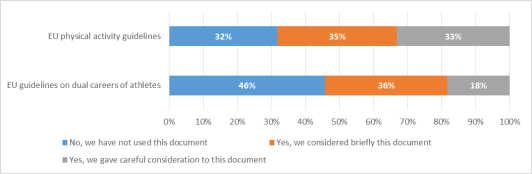 EU physical activity guidelines
32% 35% 33%
EU guidelines on dual careers of athletes
46% 36% 18%
0% 10% 20% 30% 40% 50% 60% 70% 80% 90% 100%
No, we have not used this document Yes, we considered briefly this document
Yes, we gave careful consideration to this document